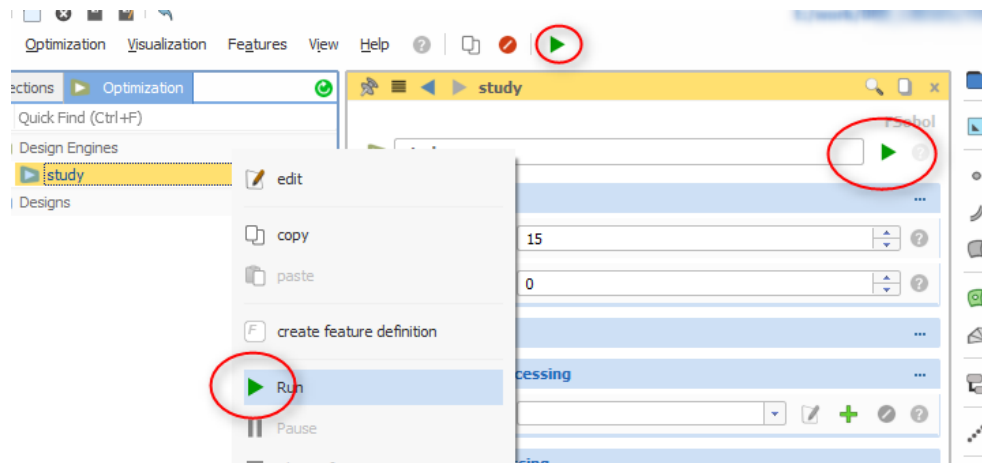 Optimization Visualization Features View Help
ections Optimization
study
Quick Find (Ctrl+F)
TSobol
Design Engines
study
Designs
edit
...
copy
15
paste
0
create feature definition
...
cessing
...
Run
Pause